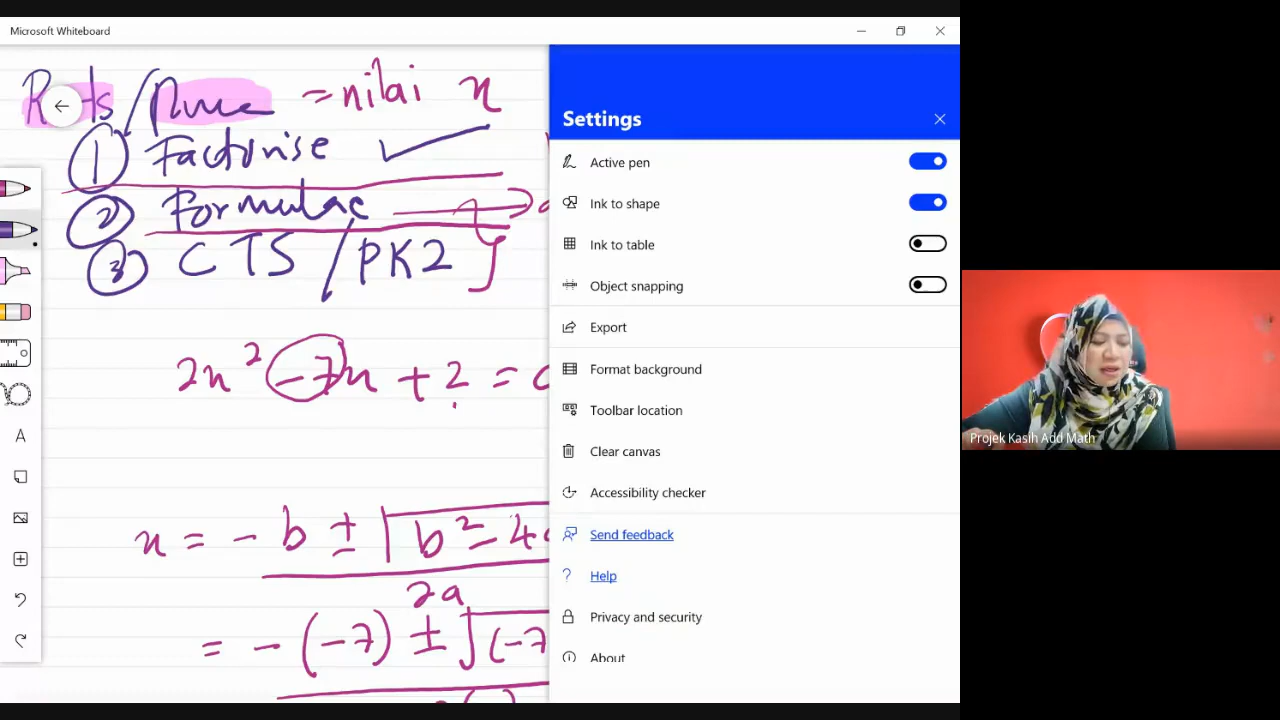 Microsoft Whiteboard
Roots / Punca = nilai x
① Factorise ✓
② Formulae →
③ CTS / PK2
2x² - 7x + 2 =
x = - b ± √ b² - 4
2a
= - (-7) ± √ (-7
Settings
Active pen
Ink to shape
Ink to table
Object snapping
Export
Format background
Toolbar location
Clear canvas
Accessibility checker
Send feedback
Help
Privacy and security
About
Projek Kasih Add Math